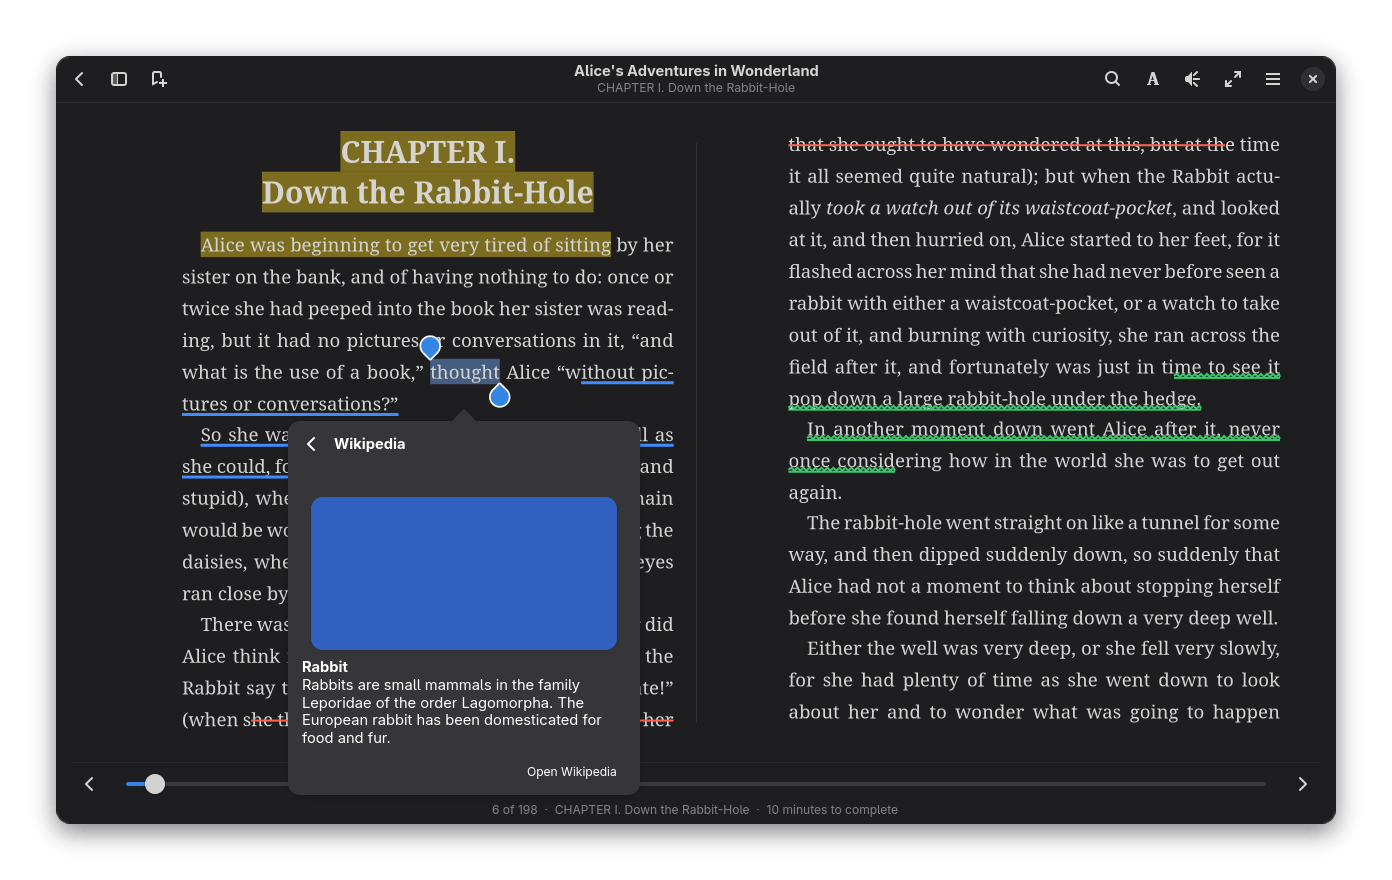 Alice's Adventures in Wonderland
CHAPTER I. Down the Rabbit-Hole
A
CHAPTER I.
Down the Rabbit-Hole
Alice was beginning to get very tired of sitting by her
sister on the bank, and of having nothing to do: once or
twice she had peeped into the book her sister was read-
ing, but it had no pictures conversations in it, “and
what is the use of a book,” thought Alice “without pic-
tures or conversations?”
So she as
she could, and
stupid),
would be the
daisies, eyes
ran close by
There was did
Alice think the
Rabbit say
(when she her
Wikipedia
Rabbit
Rabbits are small mammals in the family
Leporidae of the order Lagomorpha. The
European rabbit has been domesticated for
food and fur.
Open Wikipedia
that she ought to have wondered at this, but at the time
it all seemed quite natural); but when the Rabbit actu-
ally took a watch out of its waistcoat-pocket, and looked
at it, and then hurried on, Alice started to her feet, for it
flashed across her mind that she had never before seen a
rabbit with either a waistcoat-pocket, or a watch to take
out of it, and burning with curiosity, she ran across the
field after it, and fortunately was just in time to see it
pop down a large rabbit-hole under the hedge.
In another moment down went Alice after it, never
once considering how in the world she was to get out
again.
The rabbit-hole went straight on like a tunnel for some
way, and then dipped suddenly down, so suddenly that
Alice had not a moment to think about stopping herself
before she found herself falling down a very deep well.
Either the well was very deep, or she fell very slowly,
for she had plenty of time as she went down to look
about her and to wonder what was going to happen
6 of 198 · CHAPTER I. Down the Rabbit-Hole · 10 minutes to complete